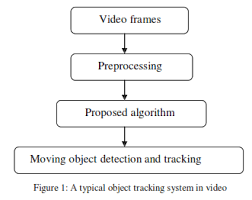 Video frames
Preprocessing
Proposed algorithm
Moving object detection and tracking
Figure 1: A typical object tracking system in video